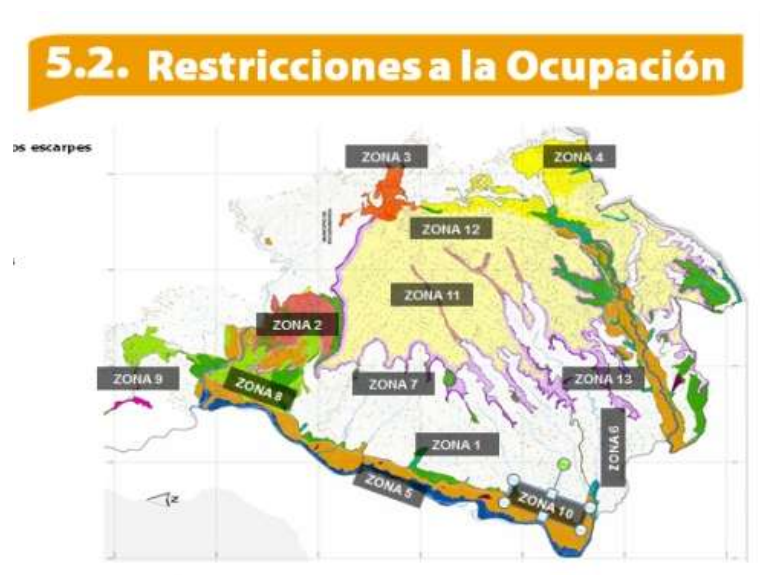 5.2. Restricciones a la Ocupación
os escarpes
ZONA 3
ZONA 4
ZONA 12
ZONA 11
ZONA 2
ZONA 9
ZONA 8
ZONA 7
ZONA 13
ZONA 1
ZONA 6
ZONA 5
ZONA 10
N